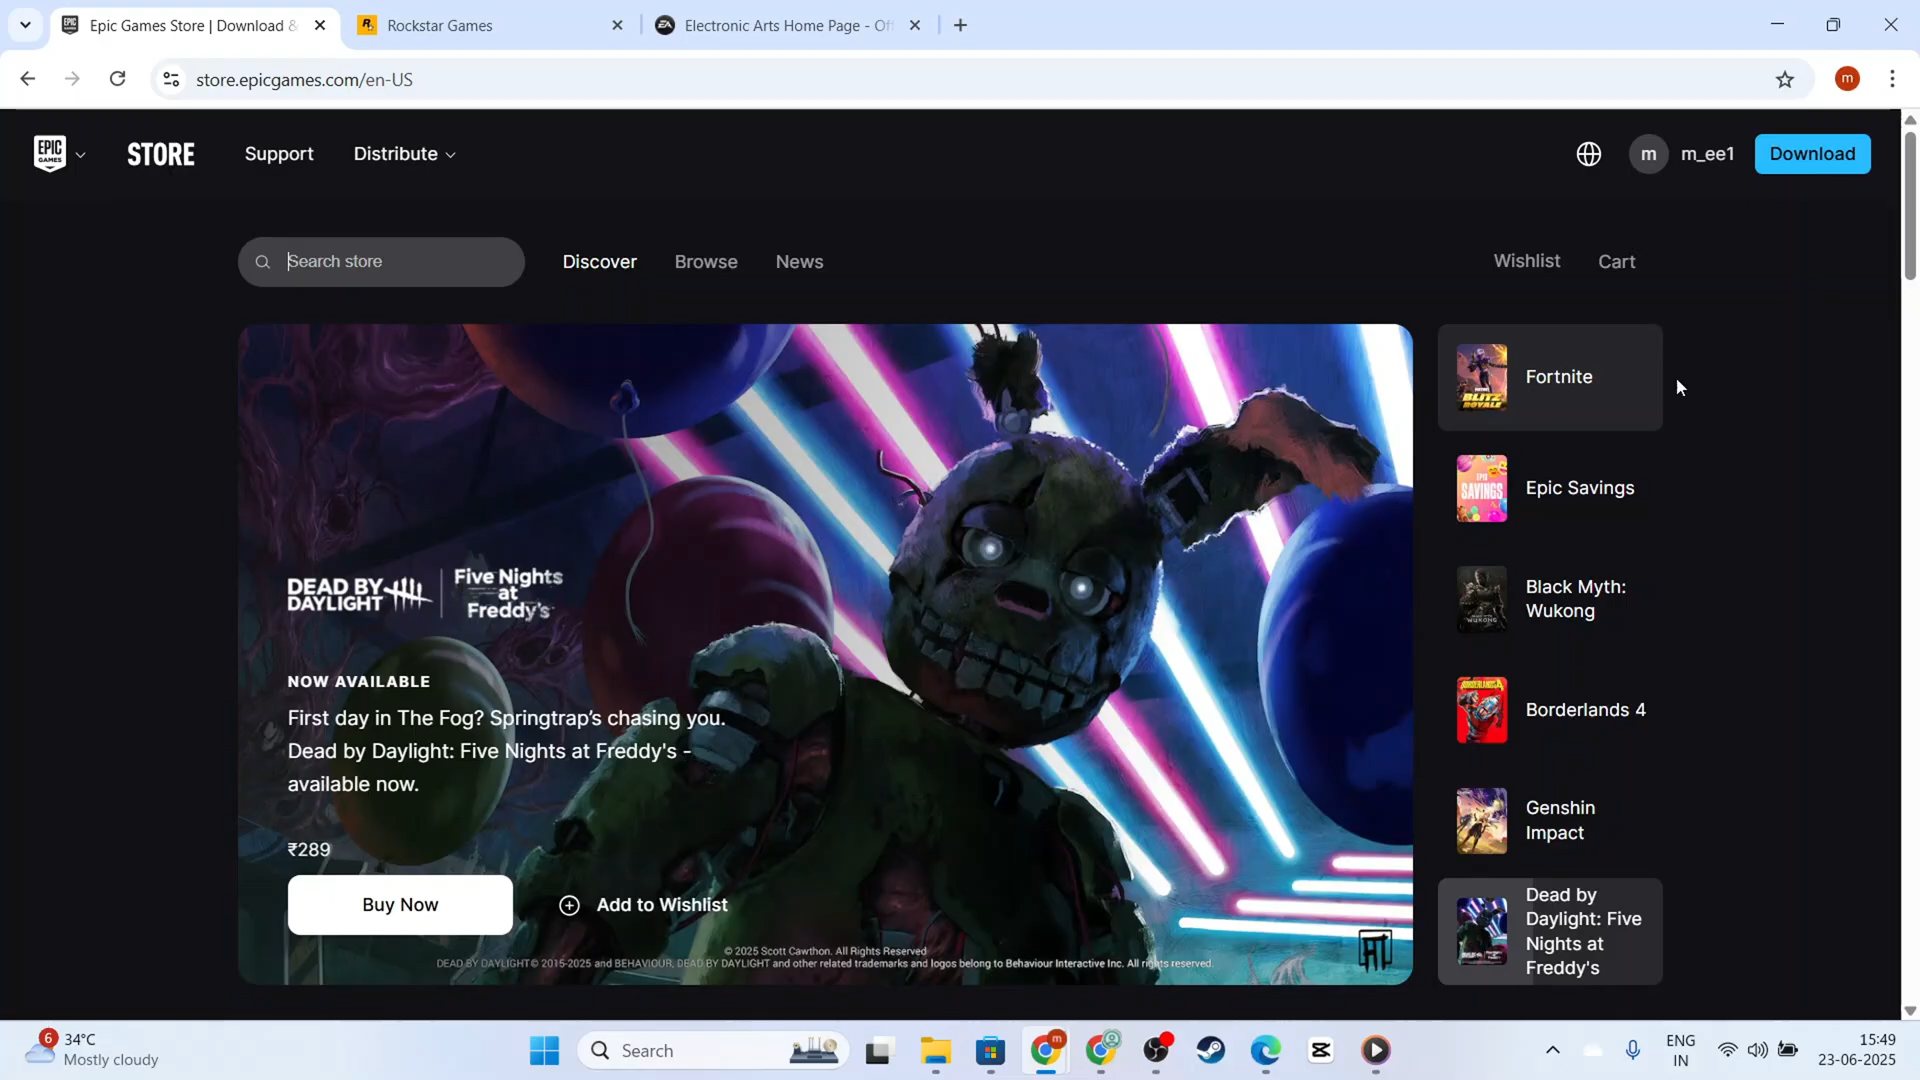 Epic Games Store | Download &
Rockstar Games
Electronic Arts Home Page - Of
store.epicgames.com/en-US
m
EPIC
GAMES
STORE
Support
Distribute
m
m_ee1
Download
Search store
Discover
Browse
News
Wishlist
Cart
DEAD BY
DAYLIGHT
Five Nights
at
Freddy's
NOW AVAILABLE
First day in The Fog? Springtrap's chasing you.
Dead by Daylight: Five Nights at Freddy's -
available now.
₹289
Buy Now
Add to Wishlist
© 2025 Scott Cawthon. All Rights Reserved
DEAD BY DAYLIGHT© 2015-2025 and BEHAVIOUR, DEAD BY DAYLIGHT and other related trademarks and logos belong to Behaviour Interactive Inc. All rights reserved.
BLITZ
ROYALE
Fortnite
EPIC
SAVINGS
Epic Savings
Black Myth:
Wukong
Borderlands 4
Genshin
Impact
Dead by
Daylight: Five
Nights at
Freddy's
6
34°C
Mostly cloudy
Search
m
ENG
IN
15:49
23-06-2025